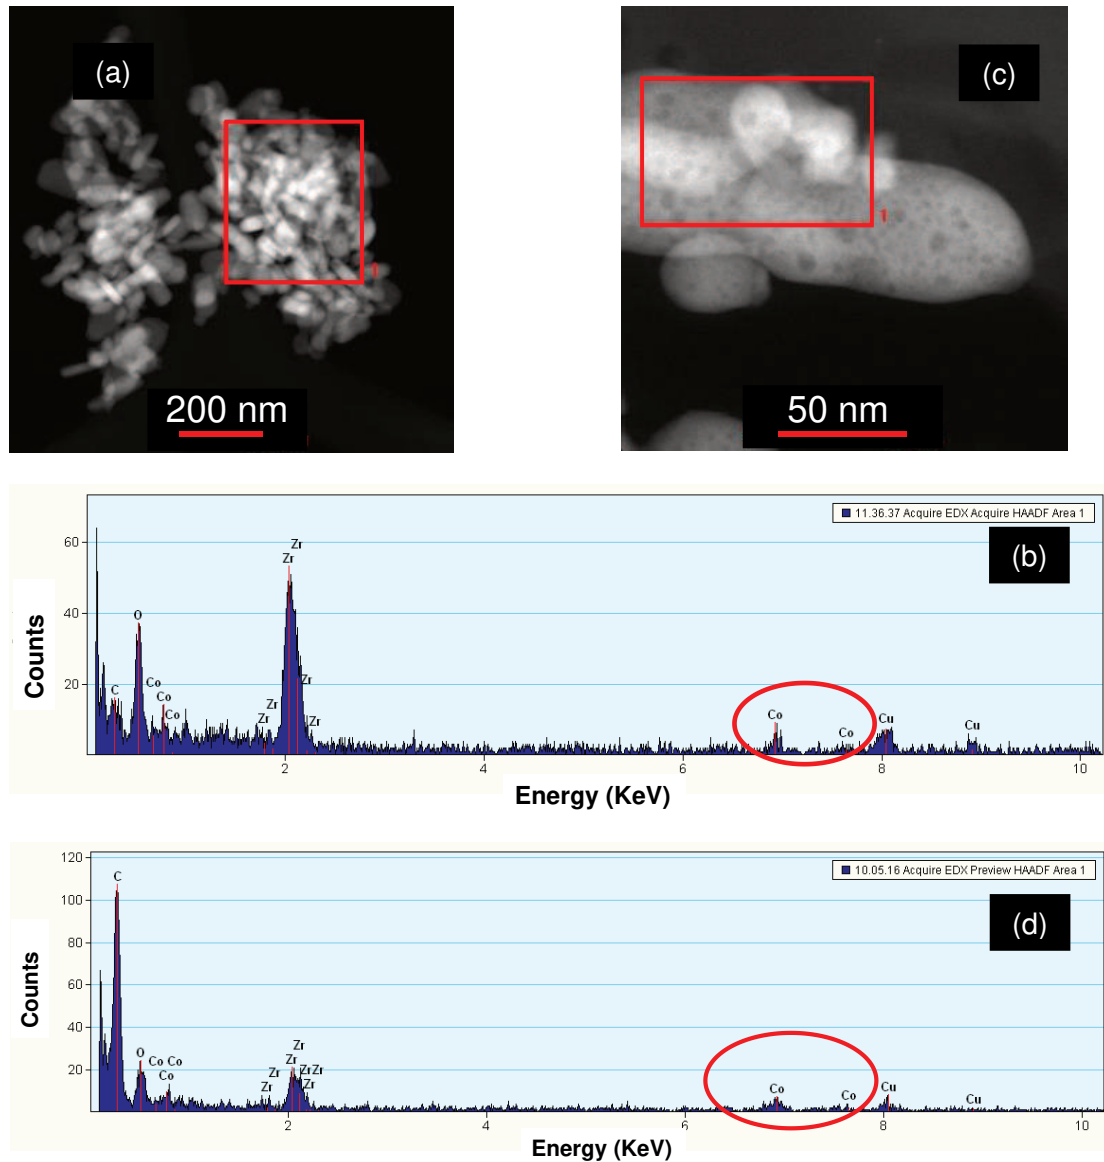 (a)
1
200 nm
(c)
1
50 nm
11.36.37 Acquire EDX Acquire HAADF Area 1
(b)
Counts
60
40
20
C
O
Co
Co
Co
Zr
Zr
Zr
Zr
Zr
Zr
Co
Co
Cu
Cu
2
4
6
8
10
Energy (KeV)
10.05.16 Acquire EDX Preview HAADF Area 1
(d)
Counts
120
100
80
60
40
20
C
O
Co Co
Co
Zr
Zr
Zr
Zr
Zr Zr
Zr
Co
Co
Cu
Cu
2
4
6
8
10
Energy (KeV)